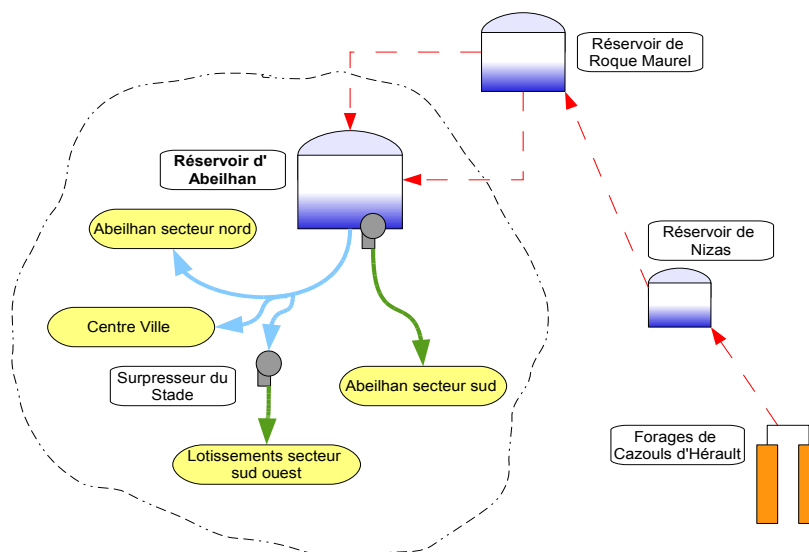 Réservoir de
Roque Maurel
Réservoir d'
Abeilhan
Abeilhan secteur nord
Réservoir de
Nizas
Centre Ville
Surpresseur du
Stade
Abeilhan secteur sud
Forages de
Cazouls d'Hérault
Lotissements secteur
sud ouest